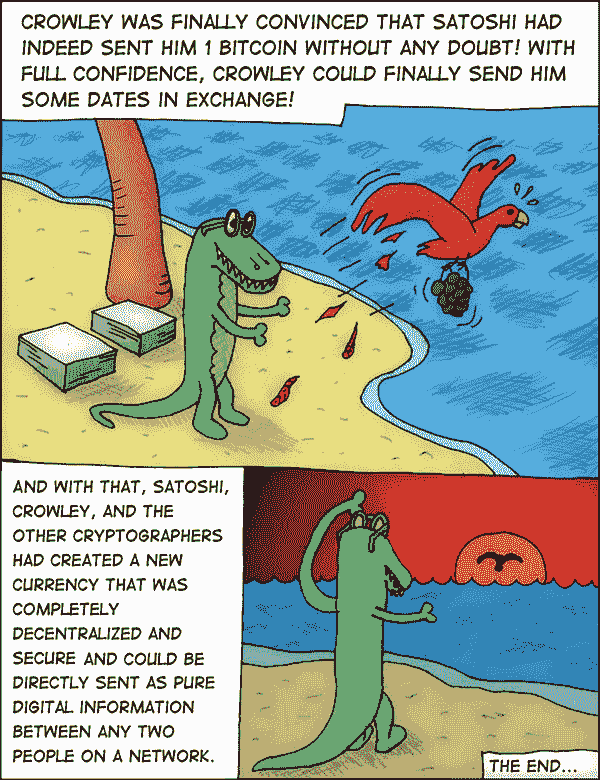 CROWLEY WAS FINALLY CONVINCED THAT SATOSHI HAD
INDEED SENT HIM 1 BITCOIN WITHOUT ANY DOUBT! WITH
FULL CONFIDENCE, CROWLEY COULD FINALLY SEND HIM
SOME DATES IN EXCHANGE!
AND WITH THAT, SATOSHI,
CROWLEY, AND THE
OTHER CRYPTOGRAPHERS
HAD CREATED A NEW
CURRENCY THAT WAS
COMPLETELY
DECENTRALIZED AND
SECURE AND COULD BE
DIRECTLY SENT AS PURE
DIGITAL INFORMATION
BETWEEN ANY TWO
PEOPLE ON A NETWORK.
THE END...